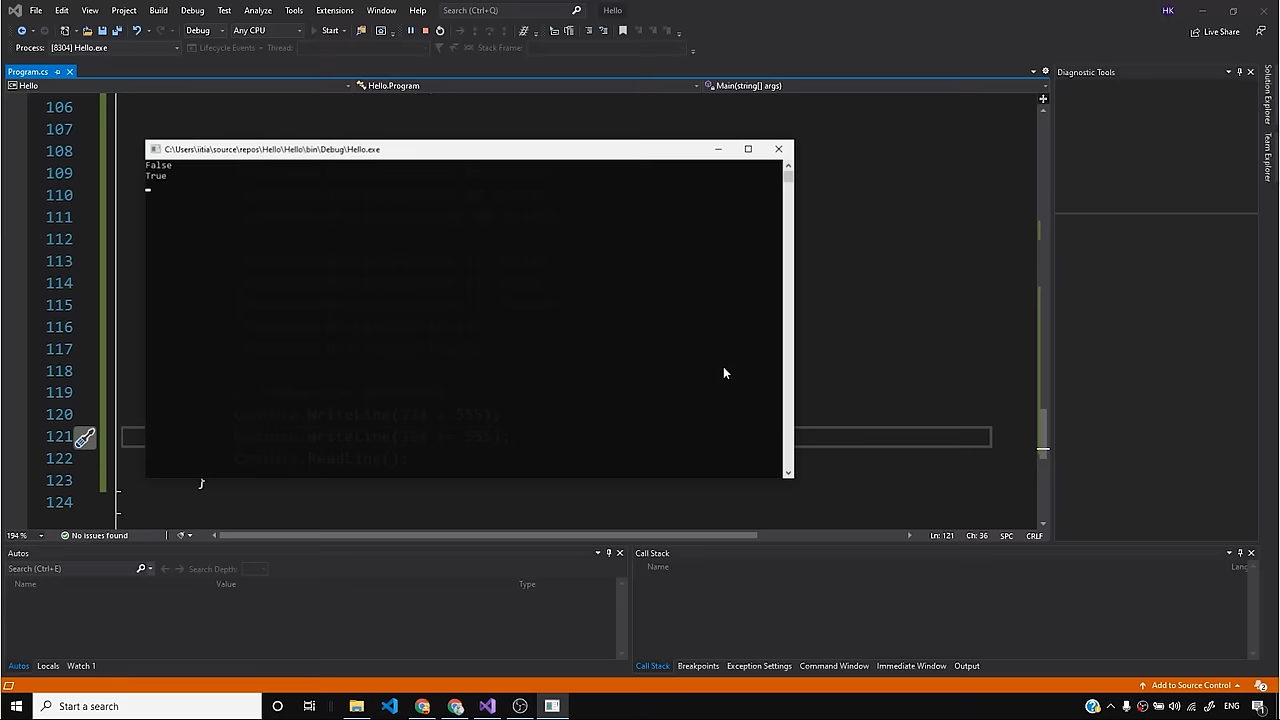 File Edit View Project Build Debug Test Analyze Tools Extensions Window Help Search (Ctrl+Q) Hello HK
Debug Any CPU Start Live Share
Process: [8304] Hello.exe Lifecycle Events Thread: Stack Frame:
Program.cs Diagnostic Tools
Hello Hello.Program Main(string[] args)
Solution Explorer
Team Explorer
106
107
108
109
110
111
112
113
114
115
116
117
118
119
120
121
122
123
124
C:\Users\iitia\source\repos\Hello\Hello\bin\Debug\Hello.exe
False
True
}
194 % No issues found Ln: 121 Ch: 36 SPC CRLF
Autos
Search (Ctrl+E) Search Depth:
Name Value Type
Call Stack
Name Lang
Autos Locals Watch 1
Call Stack Breakpoints Exception Settings Command Window Immediate Window Output
Add to Source Control 2
Start a search ENG